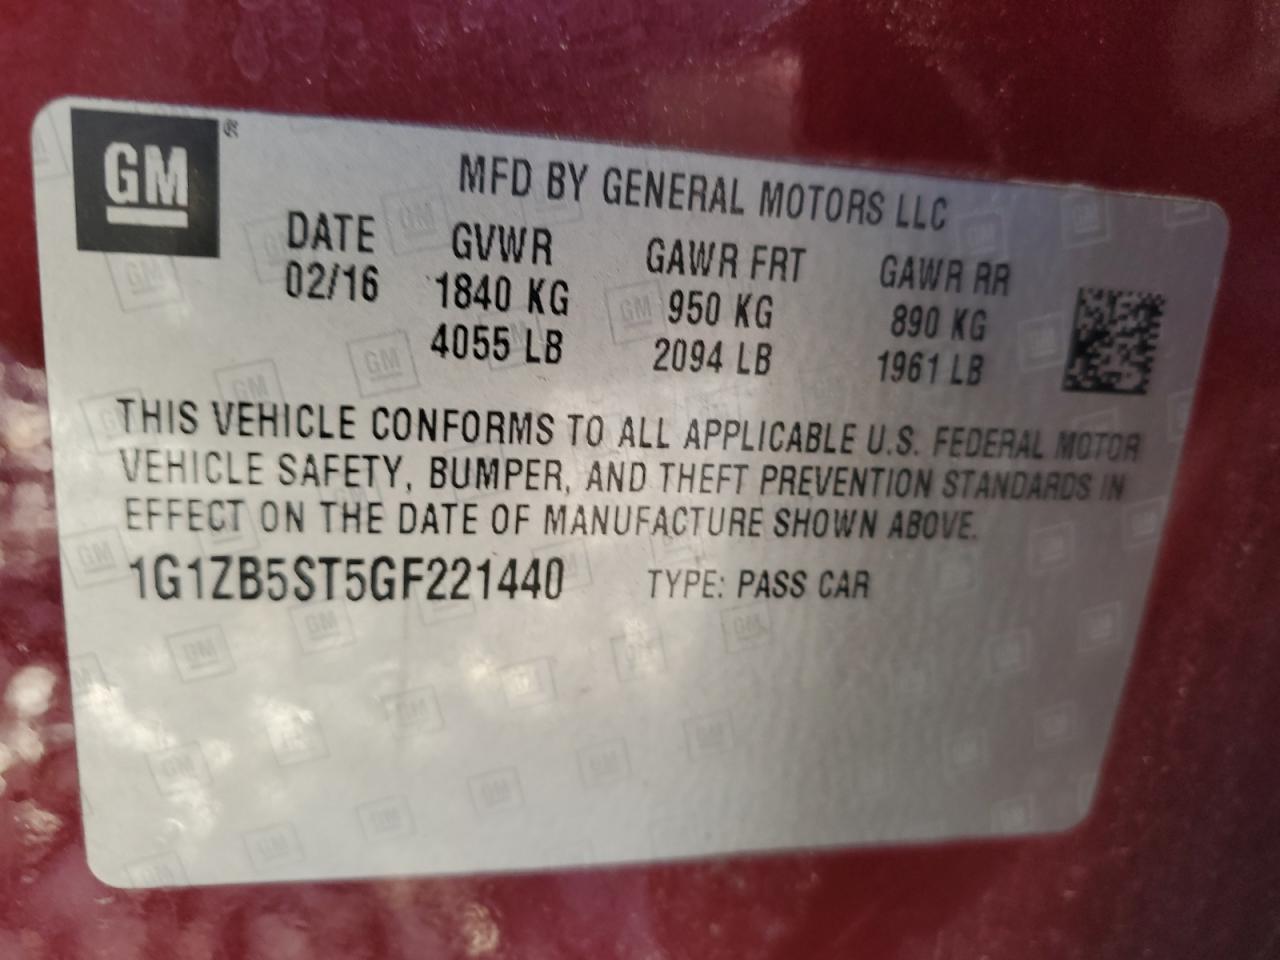 GM®
MFD BY GENERAL MOTORS LLC
DATE GVWR GAWR FRT GAWR RR
02/16 1840 KG 950 KG 890 KG
4055 LB 2094 LB 1961 LB
THIS VEHICLE CONFORMS TO ALL APPLICABLE U.S. FEDERAL MOTOR
VEHICLE SAFETY, BUMPER, AND THEFT PREVENTION STANDARDS IN
EFFECT ON THE DATE OF MANUFACTURE SHOWN ABOVE.
1G1ZB5ST5GF221440 TYPE: PASS CAR